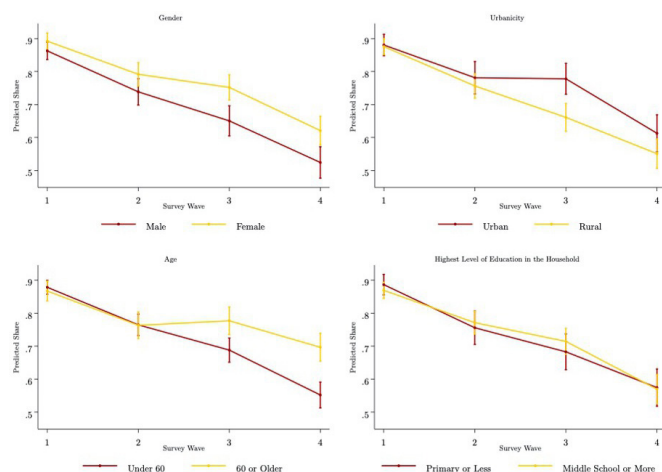 Gender
Predicted Share
.9
.8
.7
.6
.5
1 2 3 4
Survey Wave
Male Female
Urbanicity
Predicted Share
.9
.8
.7
.6
.5
1 2 3 4
Survey Wave
Urban Rural
Age
Predicted Share
.9
.8
.7
.6
.5
1 2 3 4
Survey Wave
Under 60 60 or Older
Highest Level of Education in the Household
Predicted Share
.9
.8
.7
.6
.5
1 2 3 4
Survey Wave
Primary or Less Middle School or More